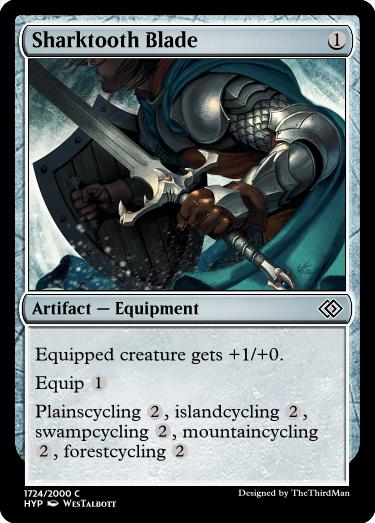 Sharktooth Blade 1
Artifact — Equipment
Equipped creature gets +1/+0.
Equip 1
Plainscycling 2, islandcycling 2,
swampcycling 2, mountaincycling
2, forestcycling 2
1724/2000 C
HYP WesTalbott
Designed by TheThirdMan